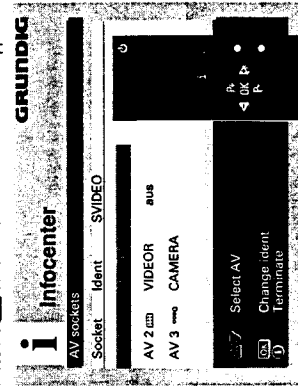 GRUNDIG
i Infocenter
AV sockets
Socket Ident SVIDEO
AV 2 VIDEOR aus
AV 3 CAMERA
i
P+
OK
P-
Select AV
OK Change ident
i Terminate